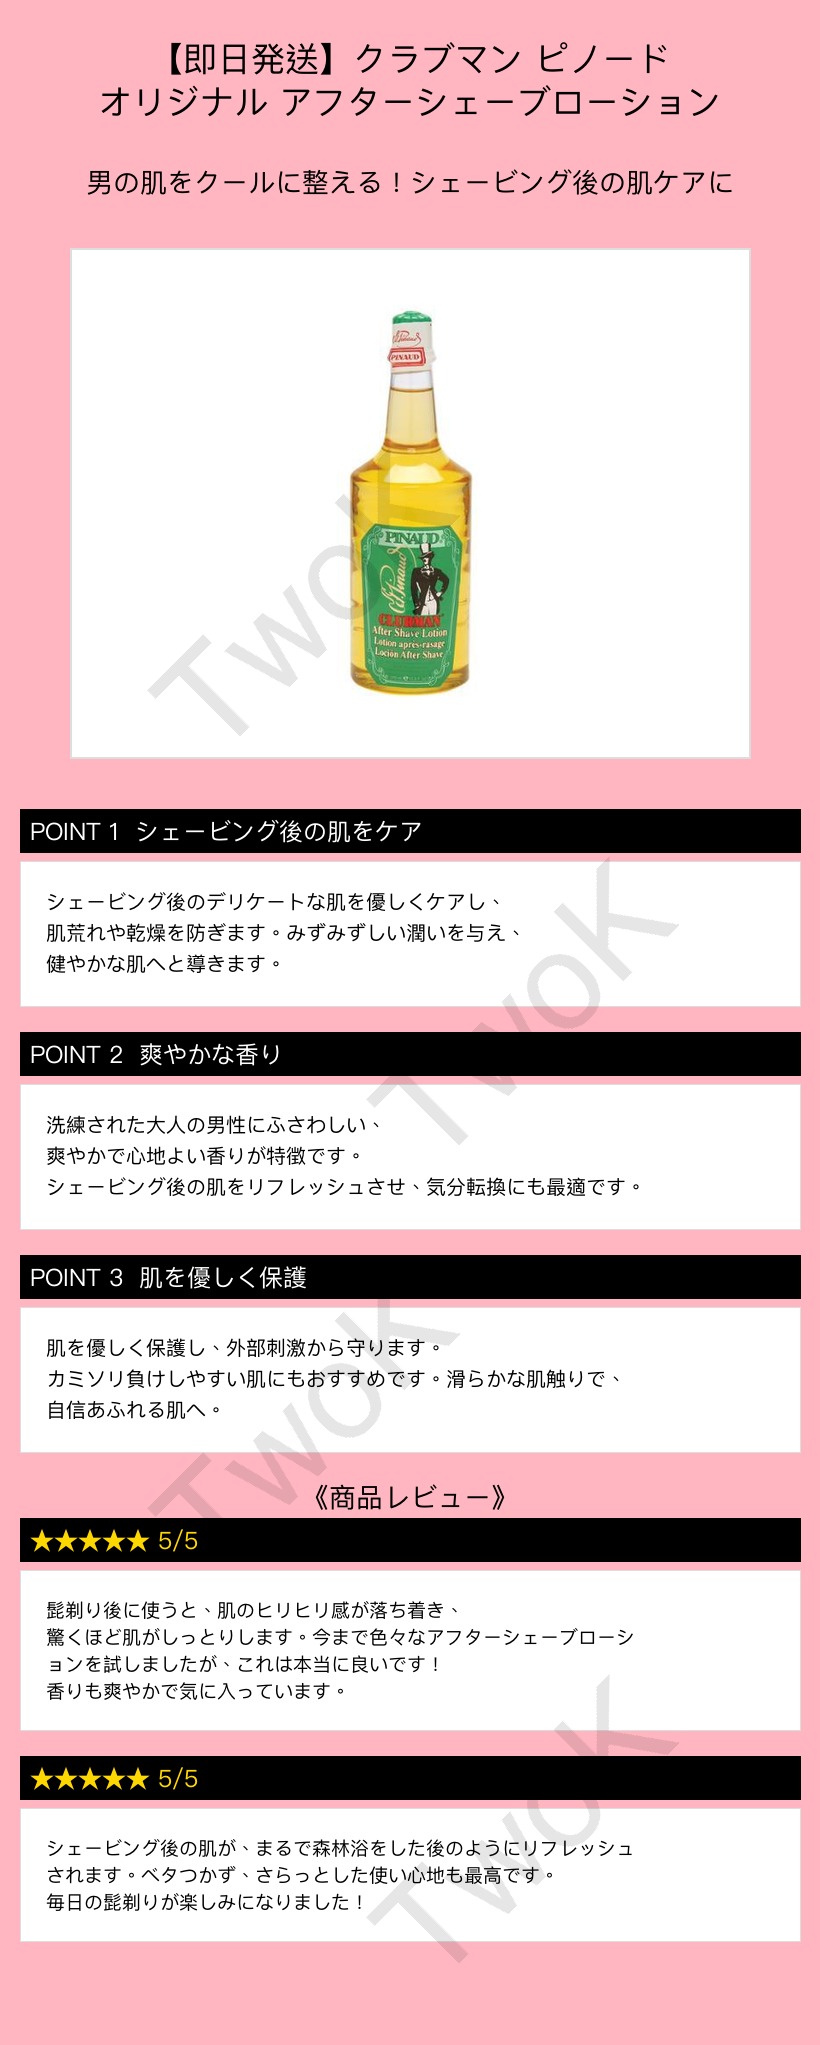 【即日発送】クラブマン ピノード
オリジナル アフターシェーブローション
男の肌をクールに整える！シェービング後の肌ケアに
PINAUD
PINAUD
Ed. Pinaud
CLUBMAN
After Shave Lotion
Lotion après-rasage
Loción After Shave
TwoK
POINT 1 シェービング後の肌をケア
シェービング後のデリケートな肌を優しくケアし、
肌荒れや乾燥を防ぎます。みずみずしい潤いを与え、
健やかな肌へと導きます。
TwoK
POINT 2 爽やかな香り
洗練された大人の男性にふさわしい、
爽やかで心地よい香りが特徴です。
シェービング後の肌をリフレッシュさせ、気分転換にも最適です。
POINT 3 肌を優しく保護
肌を優しく保護し、外部刺激から守ります。
カミソリ負けしやすい肌にもおすすめです。滑らかな肌触りで、
自信あふれる肌へ。
TwoK
《商品レビュー》
★★★★★ 5/5
髭剃り後に使うと、肌のヒリヒリ感が落ち着き、
驚くほど肌がしっとりします。今まで色々なアフターシェーブローシ
ョンを試しましたが、これは本当に良いです！
香りも爽やかで気に入っています。
★★★★★ 5/5
シェービング後の肌が、まるで森林浴をした後のようにリフレッシュ
されます。ベタつかず、さらっとした使い心地も最高です。
毎日の髭剃りが楽しみになりました！
TwoK